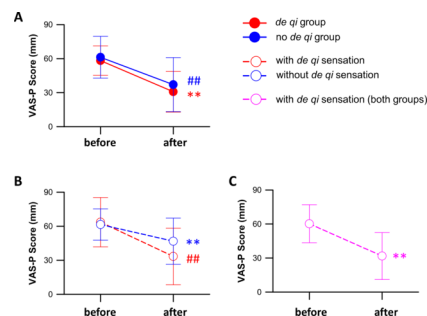 A
VAS-P Score (mm)
90
60
30
0
##
**
before
after
de qi group
no de qi group
with de qi sensation
without de qi sensation
with de qi sensation (both groups)
B
VAS-P Score (mm)
90
60
30
0
**
##
before
after
C
VAS-P Score (mm)
90
60
30
0
**
before
after